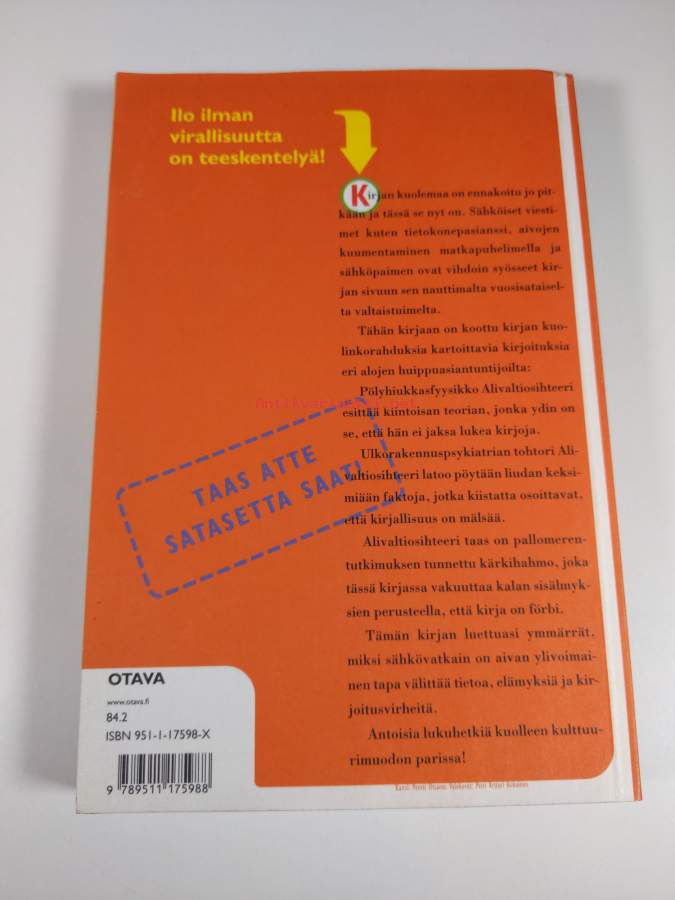 Ilo ilman
virallisuutta
on teeskentelyä!
Kirjan kuolemaa on ennakoitu jo pit-
kään ja tässä se nyt on. Sähköiset viesti-
met kuten tietokonepasianssi, aivojen
kuumentaminen matkapuhelimella ja
sähköpaimen ovat vihdoin syösseet kir-
jan sivuun sen nauttimalta vuosisataisel-
ta valtaistuimelta.
Tähän kirjaan on koottu kirjan kuo-
linkorahduksia kartoittavia kirjoituksia
eri alojen huippuasiantuntijoilta:
Pölyhiukkasfyysikko Alivaltiosihteeri
esittää kiintoisan teorian, jonka ydin on
se, että hän ei jaksa lukea kirjoja.
Ulkorakennuspsykiatrian tohtori Ali-
valtiosihteeri latoo pöytään liudan keksi-
miään faktoja, jotka kiistatta osoittavat,
että kirjallisuus on mälsää.
Alivaltiosihteeri taas on pallomeren-
tutkimuksen tunnettu kärkihahmo, joka
tässä kirjassa vakuuttaa kalan sisälmyk-
sien perusteella, että kirja on förbi.
Tämän kirjan luettuasi ymmärrät,
miksi sähkövatkain on aivan ylivoimai-
nen tapa välittää tietoa, elämyksiä ja kir-
joitusvirheitä.
Antoisia lukuhetkiä kuolleen kulttuu-
rimuodon parissa!
TAAS ATTE
SATASETTA SAAT!
OTAVA
www.otava.fi
84.2
ISBN 951-1-17598-X
9 789511 175988